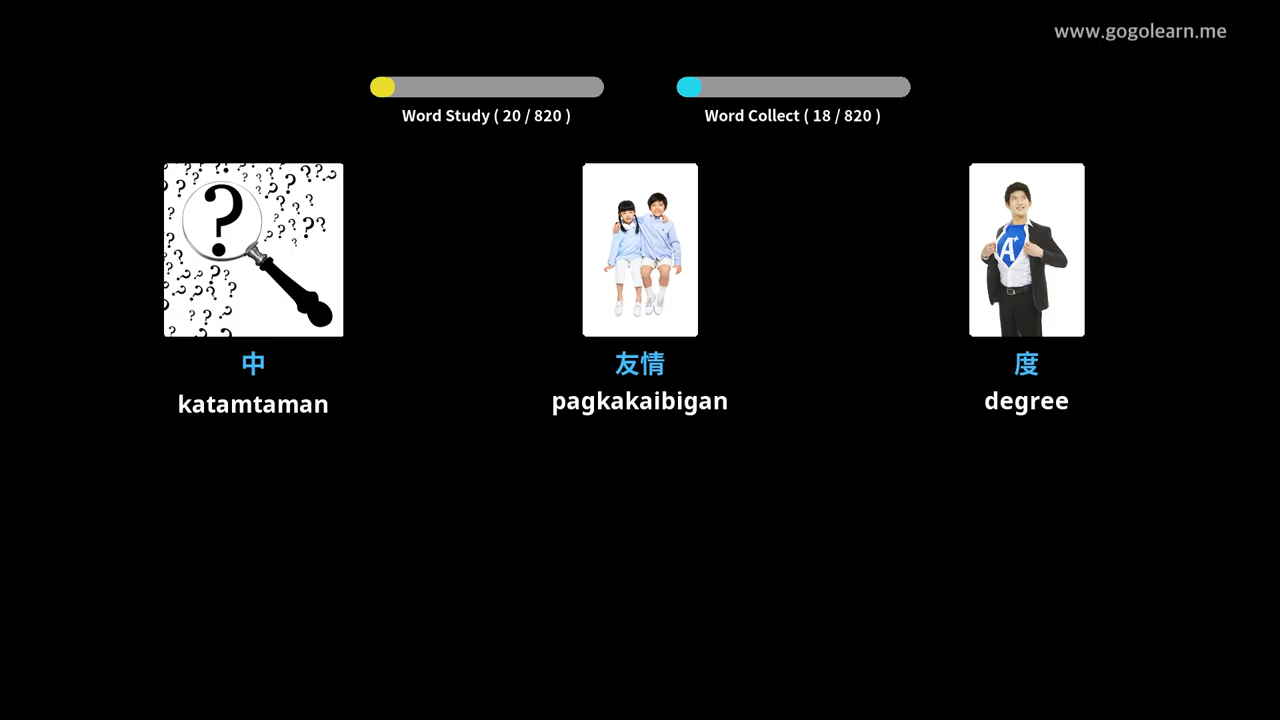 www.gogolearn.me
Word Study ( 20 / 820 )
Word Collect ( 18 / 820 )
?
A+
中
友情
度
katamtaman
pagkakaibigan
degree